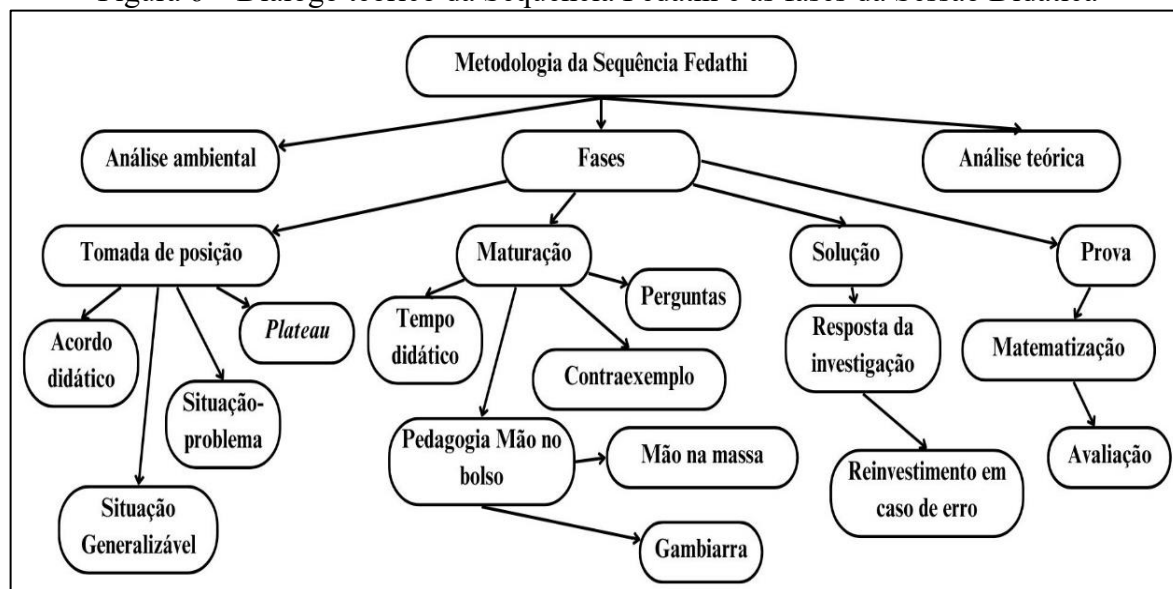 Figura 6 – Diálogo teórico da Sequência Fedathi e as fases da Sessão Didática
Metodologia da Sequência Fedathi
Análise ambiental
Fases
Análise teórica
Tomada de posição
Maturação
Solução
Prova
Acordo
didático
Situação
Generalizável
Situação-
problema
Plateau
Tempo
didático
Pedagogia Mão no
bolso
Contraexemplo
Perguntas
Mão na massa
Gambiarra
Resposta da
investigação
Reinvestimento em
caso de erro
Matematização
Avaliação